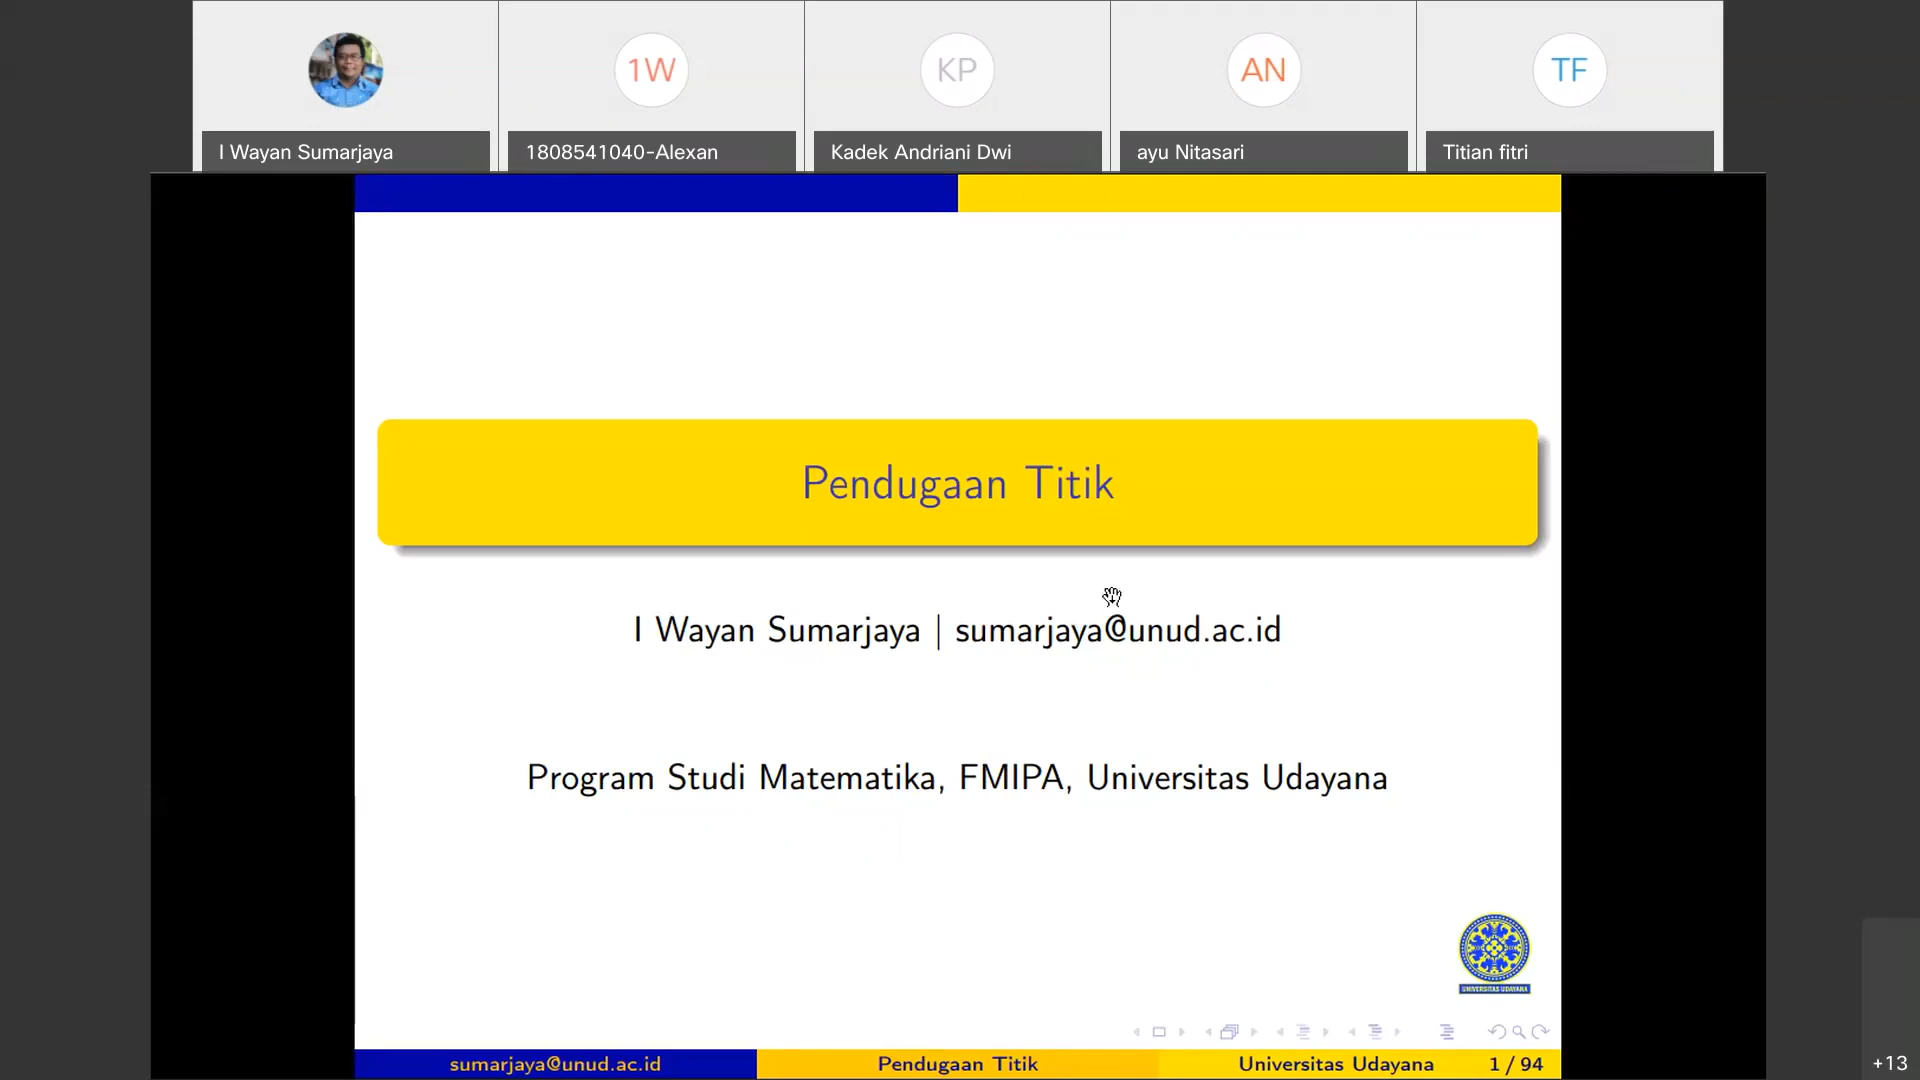 1W
KP
AN
TF
I Wayan Sumarjaya
1808541040-Alexan
Kadek Andriani Dwi
ayu Nitasari
Titian fitri
Pendugaan Titik
I Wayan Sumarjaya | sumarjaya@unud.ac.id
Program Studi Matematika, FMIPA, Universitas Udayana
UNIVERSITAS UDAYANA
sumarjaya@unud.ac.id Pendugaan Titik Universitas Udayana 1 / 94
+13